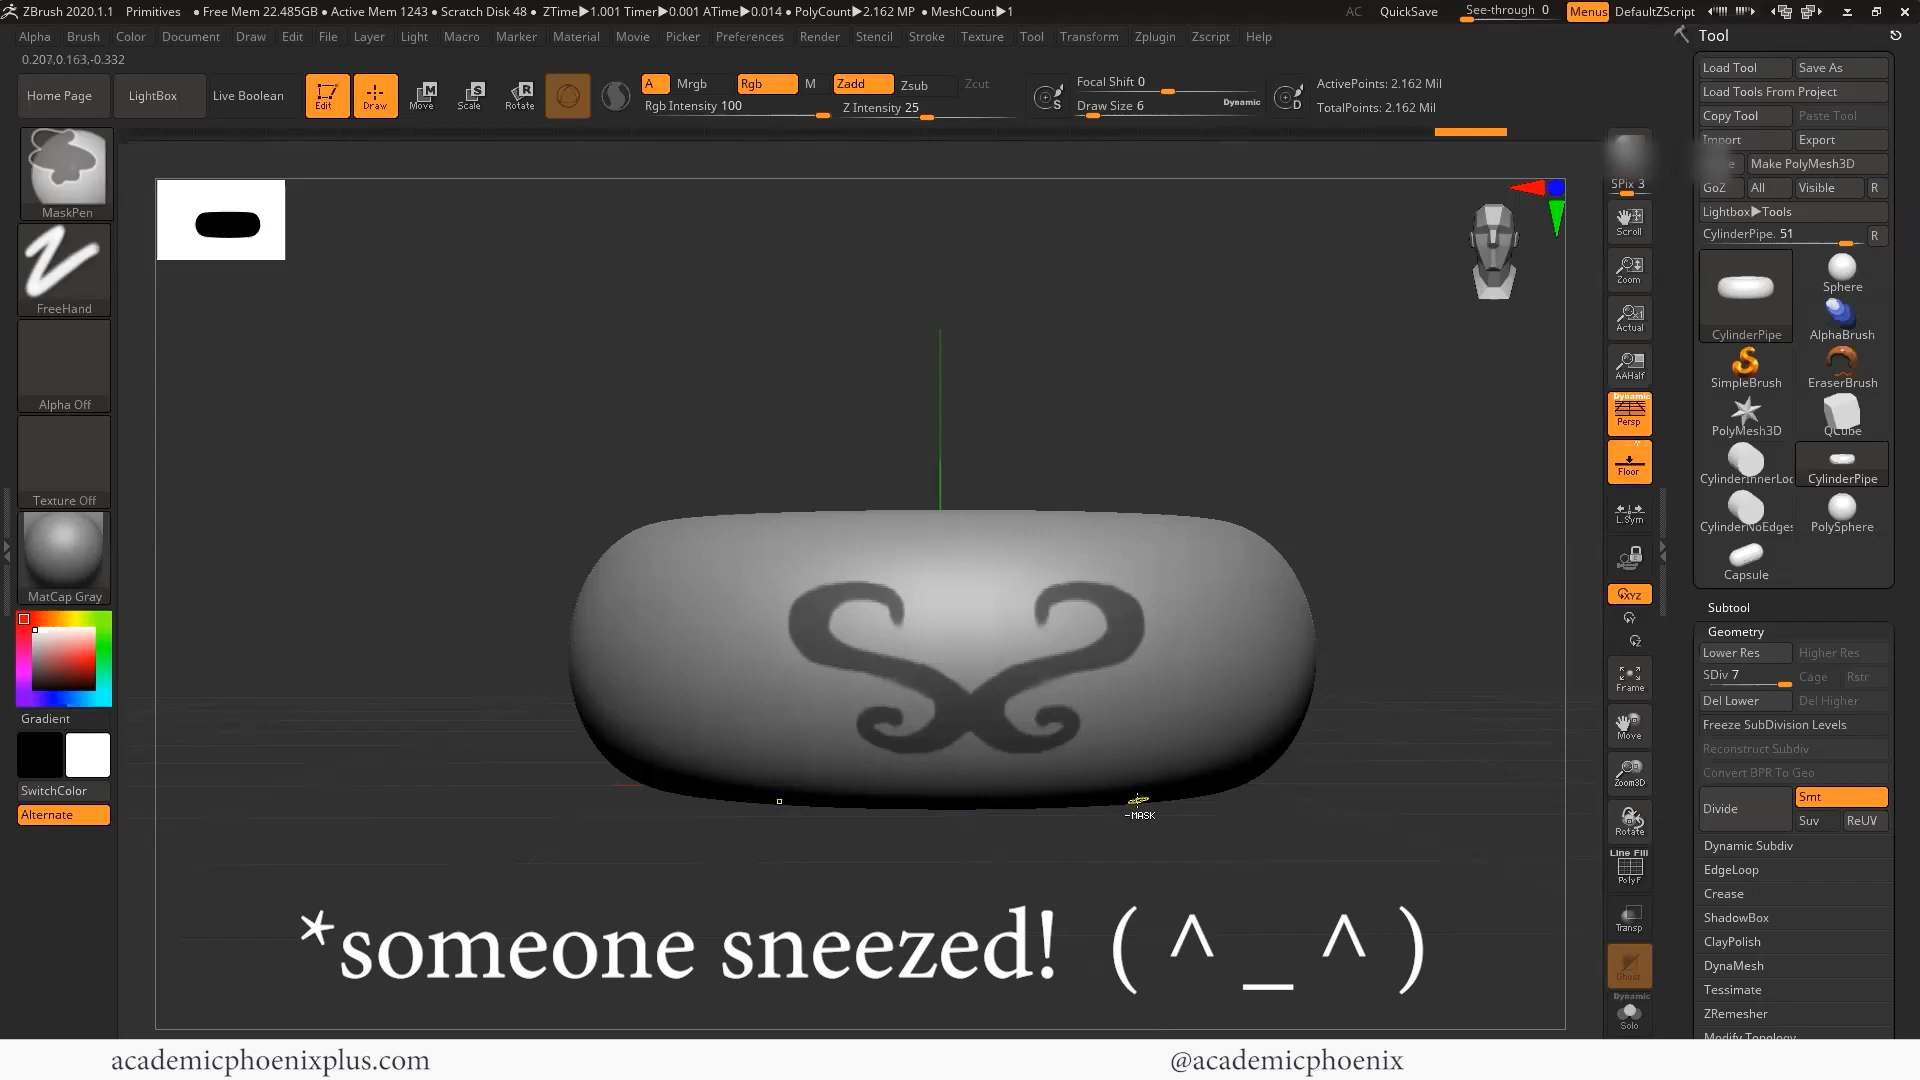 ZBrush 2020.1.1 Primitives • Free Mem 22.485GB • Active Mem 1243 • Scratch Disk 48 • ZTime▶1.001 Timer▶0.001 ATime▶0.014 • PolyCount▶2.162 MP • MeshCount▶1 AC QuickSave See-through 0 Menus DefaultZScript
Alpha Brush Color Document Draw Edit File Layer Light Macro Marker Material Movie Picker Preferences Render Stencil Stroke Texture Tool Transform Zplugin Zscript Help
0.207,0.163,-0.332
Home Page LightBox Live Boolean Edit Draw Move Scale Rotate
A Mrgb Rgb M Zadd Zsub Zcut
Rgb Intensity 100 Z Intensity 25
S Focal Shift 0
Draw Size 6 Dynamic
D ActivePoints: 2.162 Mil
TotalPoints: 2.162 Mil
MaskPen
FreeHand
Alpha Off
Texture Off
MatCap Gray
Gradient
SwitchColor
Alternate
-MASK
*someone sneezed! ( ^ _ ^ )
SPix 3
Scroll
Zoom
Actual
AAHalf
Dynamic
Persp
Floor
L.Sym
XYZ
Y
Z
Frame
Move
Zoom3D
Rotate
Line Fill
PolyF
Transp
Ghost
Dynamic
Solo
Tool
Load Tool Save As
Load Tools From Project
Copy Tool Paste Tool
Import Export
Make PolyMesh3D
GoZ All Visible R
Lightbox▶Tools
CylinderPipe. 51 R
CylinderPipe Sphere
AlphaBrush
SimpleBrush EraserBrush
PolyMesh3D QCube
CylinderInnerLoc CylinderPipe
CylinderNoEdges PolySphere
Capsule
Subtool
Geometry
Lower Res Higher Res
SDiv 7 Cage Rstr
Del Lower Del Higher
Freeze SubDivision Levels
Reconstruct Subdiv
Convert BPR To Geo
Divide Smt
Suv ReUV
Dynamic Subdiv
EdgeLoop
Crease
ShadowBox
ClayPolish
DynaMesh
Tessimate
ZRemesher
Modify Topology
academicphoenixplus.com @academicphoenix